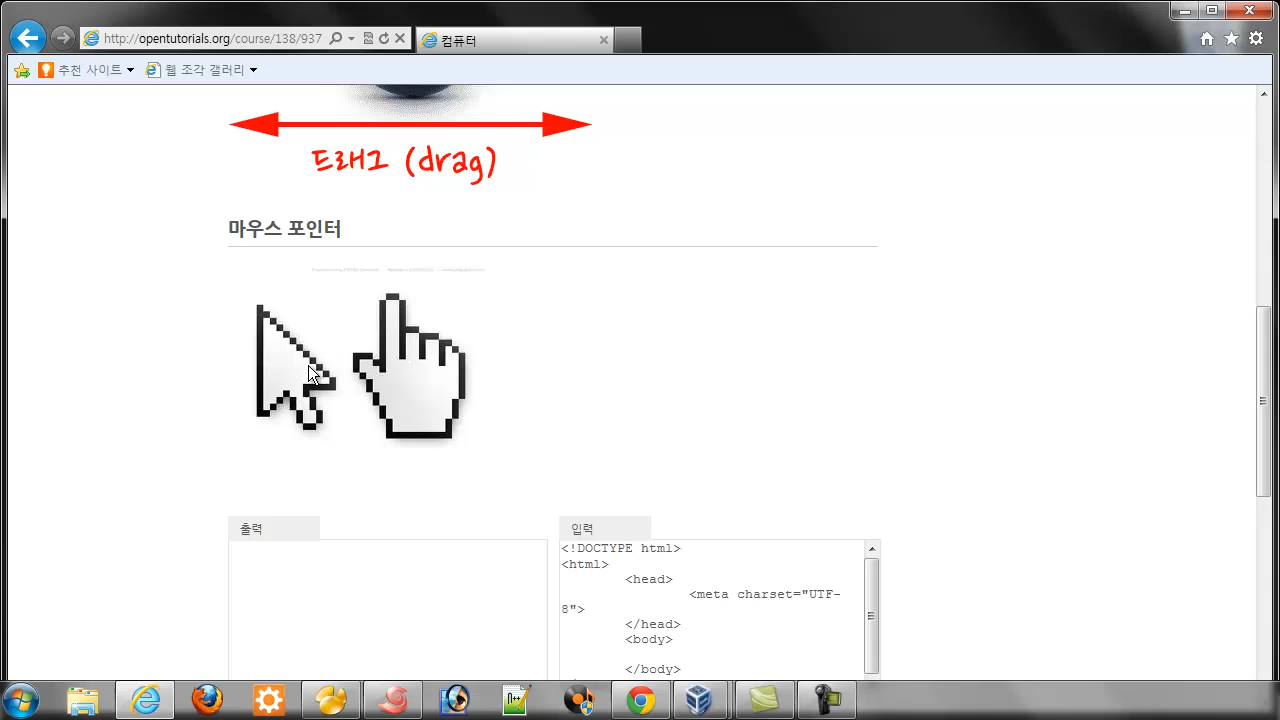 http://opentutorials.org/course/138/937
컴퓨터
추천 사이트
웹 조각 갤러리
드래그 (drag)
마우스 포인터
출력
입력
<!DOCTYPE html>
<html>
<head>
<meta charset="UTF-
8">
</head>
<body>
</body>